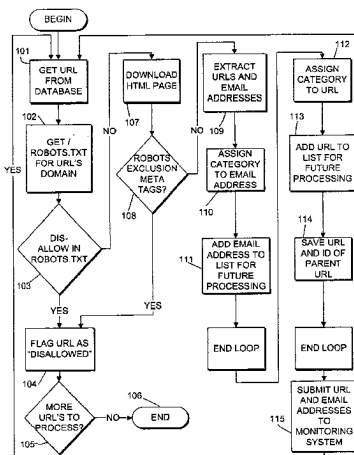 BEGIN
101
GET URL
FROM
DATABASE
102
GET /
ROBOTS.TXT
FOR URL'S
DOMAIN
YES
DIS-
ALLOW IN
ROBOTS.TXT
103
NO
FLAG URL AS
"DISALLOWED"
104
MORE
URL'S TO
PROCESS?
105
NO
106
END
DOWNLOAD
HTML PAGE
107
ROBOTS
EXCLUSION
META
TAGS?
108
NO
YES
EXTRACT
URLS AND
EMAIL
ADDRESSES
109
ASSIGN
CATEGORY
TO EMAIL
ADDRESS
110
ADD EMAIL
ADDRESS TO
LIST FOR
FUTURE
PROCESSING
111
END LOOP
112
ASSIGN
CATEGORY
TO URL
113
ADD URL TO
LIST FOR
FUTURE
PROCESSING
114
SAVE URL
AND ID OF
PARENT
URL
END LOOP
SUBMIT URL
AND EMAIL
ADDRESSES
TO
MONITORING
SYSTEM
115